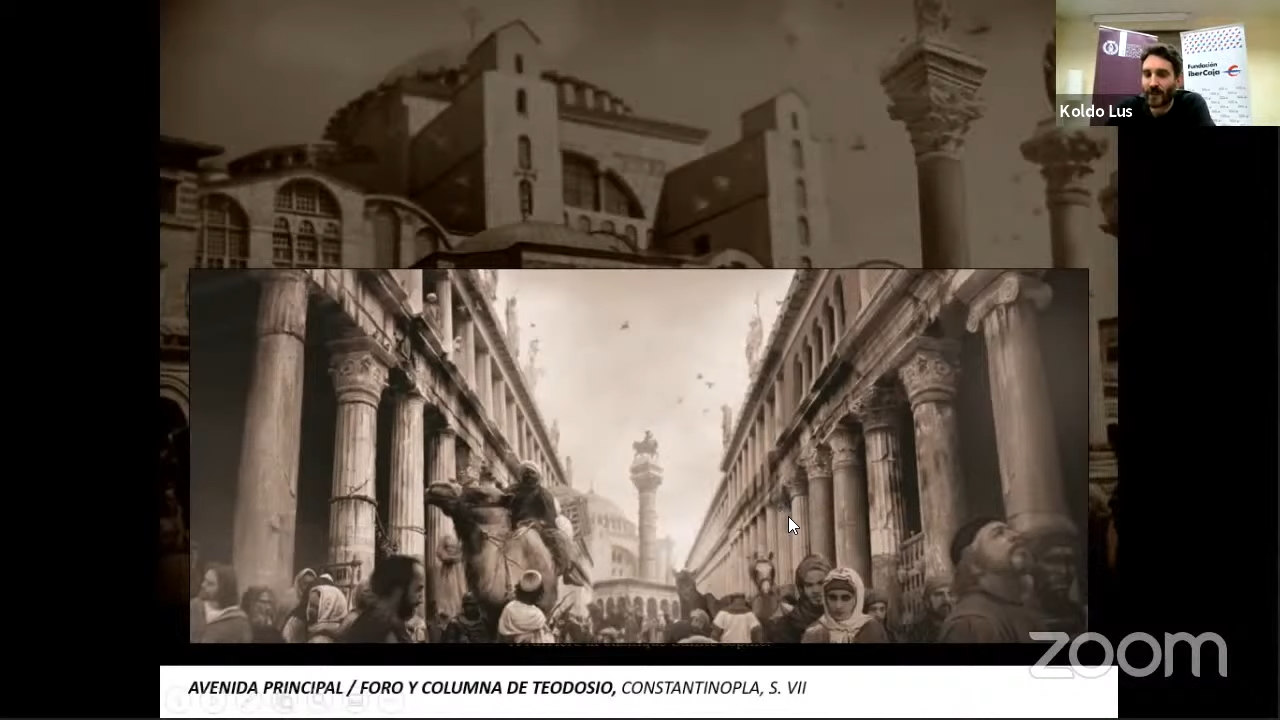 Fundación
iberCaja
Koldo Lus
zoom
AVENIDA PRINCIPAL / FORO Y COLUMNA DE TEODOSIO, CONSTANTINOPLA, S. VII